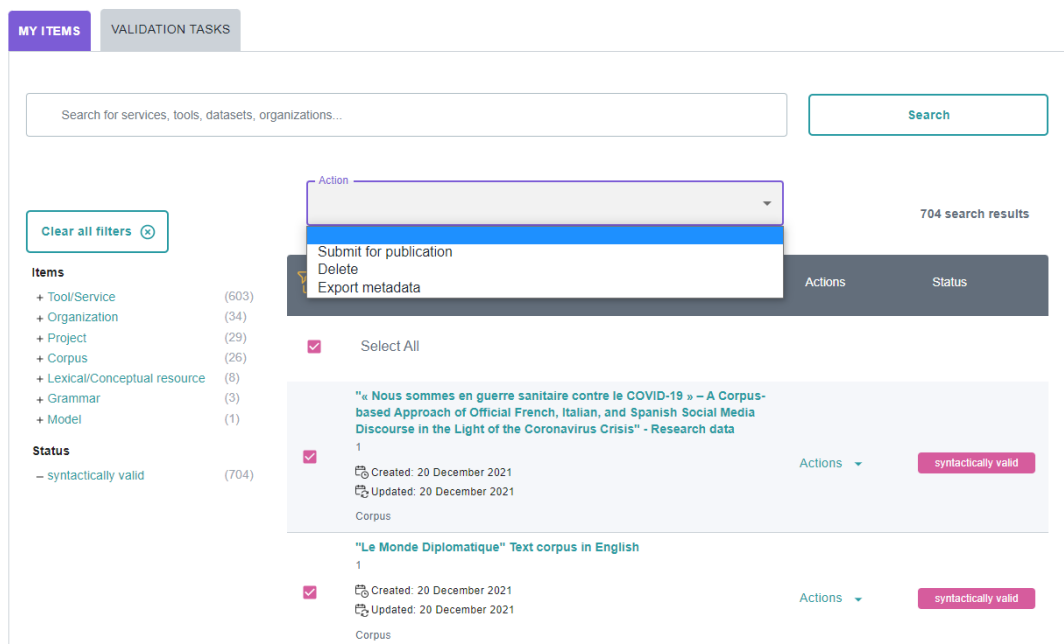 MY ITEMS
VALIDATION TASKS
Search for services, tools, datasets, organizations...
Search
Action
704 search results
Clear all filters
Submit for publication
Delete
Export metadata
Actions
Status
Items
+ Tool/Service (603)
+ Organization (34)
+ Project (29)
+ Corpus (26)
+ Lexical/Conceptual resource (8)
+ Grammar (3)
+ Model (1)
Status
– syntactically valid (704)
Select All
"« Nous sommes en guerre sanitaire contre le COVID-19 » – A Corpus-
based Approach of Official French, Italian, and Spanish Social Media
Discourse in the Light of the Coronavirus Crisis" - Research data
1
Created: 20 December 2021
Updated: 20 December 2021
Corpus
Actions
syntactically valid
"Le Monde Diplomatique" Text corpus in English
1
Created: 20 December 2021
Updated: 20 December 2021
Corpus
Actions
syntactically valid